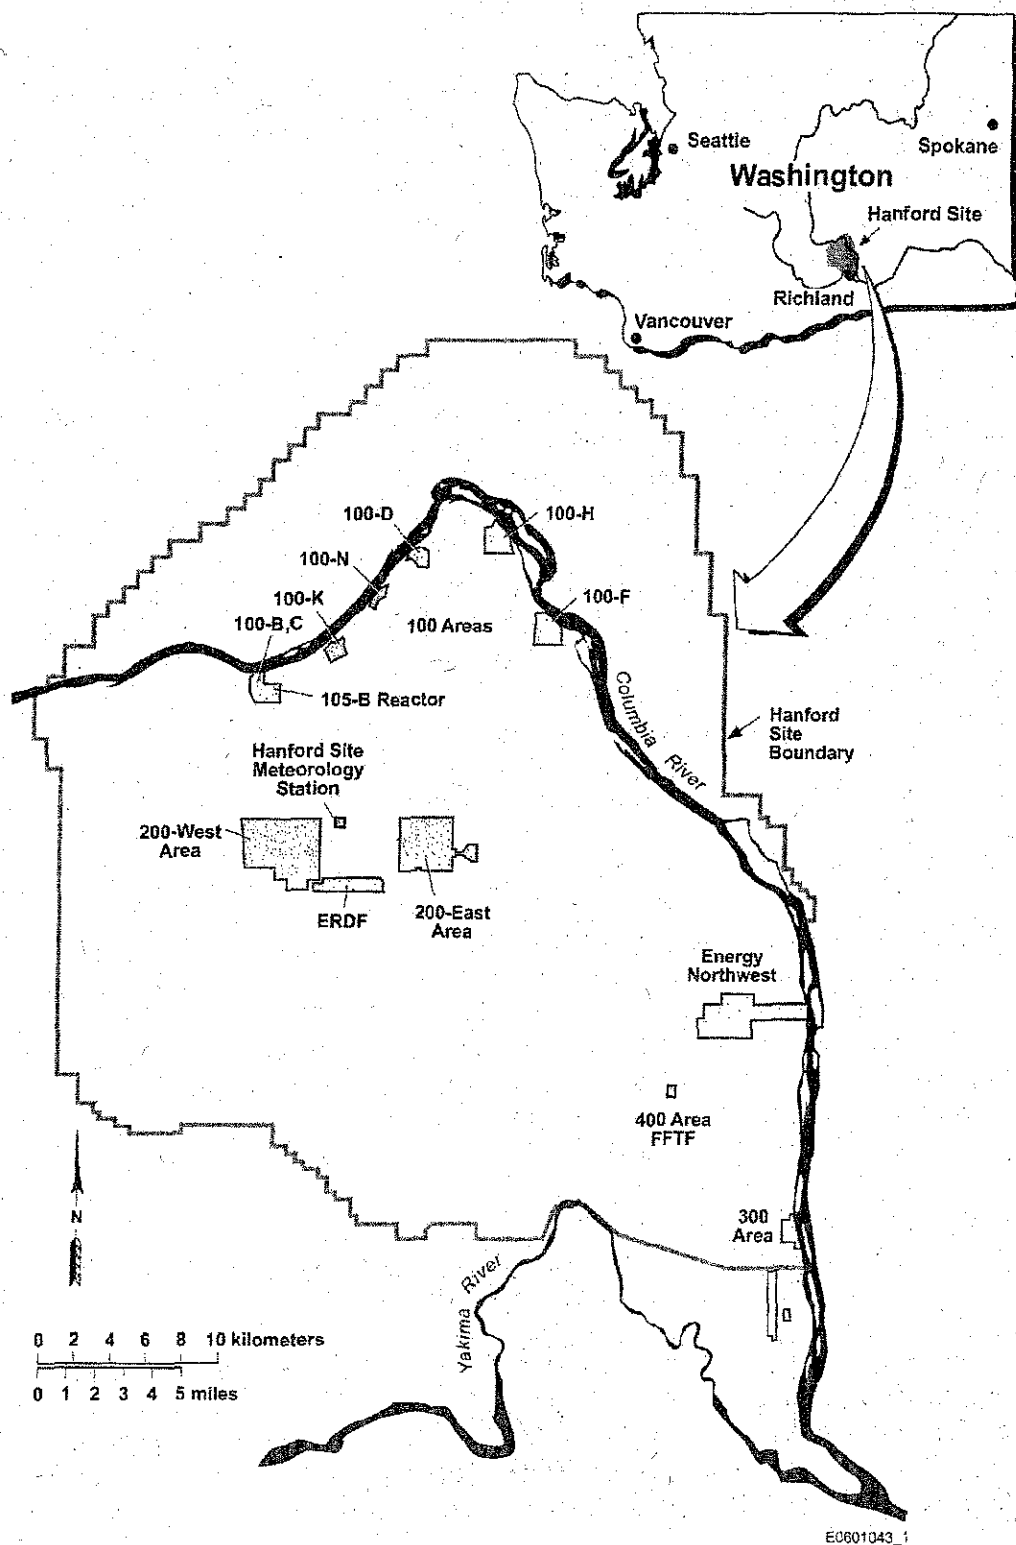 Seattle
Spokane
Washington
Hanford Site
Richland
Vancouver
100-D
100-H
100-N
100-K
100-F
100-B,C
100 Areas
105-B Reactor
Columbia River
Hanford
Site
Boundary
Hanford Site
Meteorology
Station
200-West
Area
ERDF
200-East
Area
Energy
Northwest
400 Area
FFTF
300
Area
N
Yakima River
0 2 4 6 8 10 kilometers
0 1 2 3 4 5 miles
E0601043_1